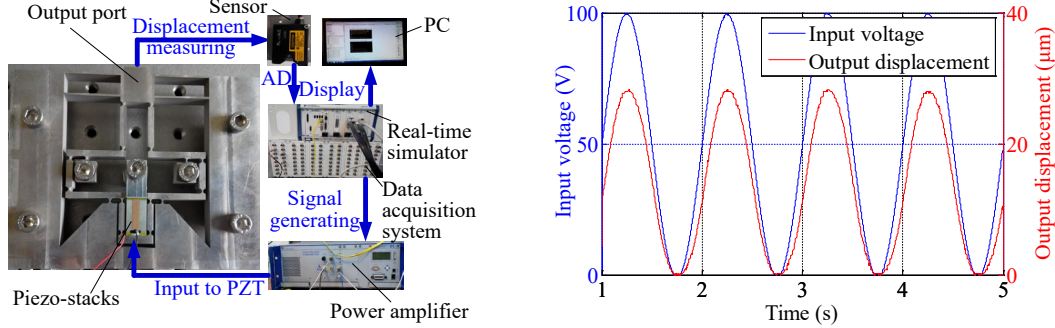 Output port
Sensor
Displacement
measuring
PC
AD
Display
Real-time
simulator
Data
acquisition
system
Signal
generating
Piezo-stacks
Input to PZT
Power amplifier
100
50
0
Input voltage (V)
40
20
0
Output displacement (μm)
Input voltage
Output displacement
1
2
3
4
5
Time (s)